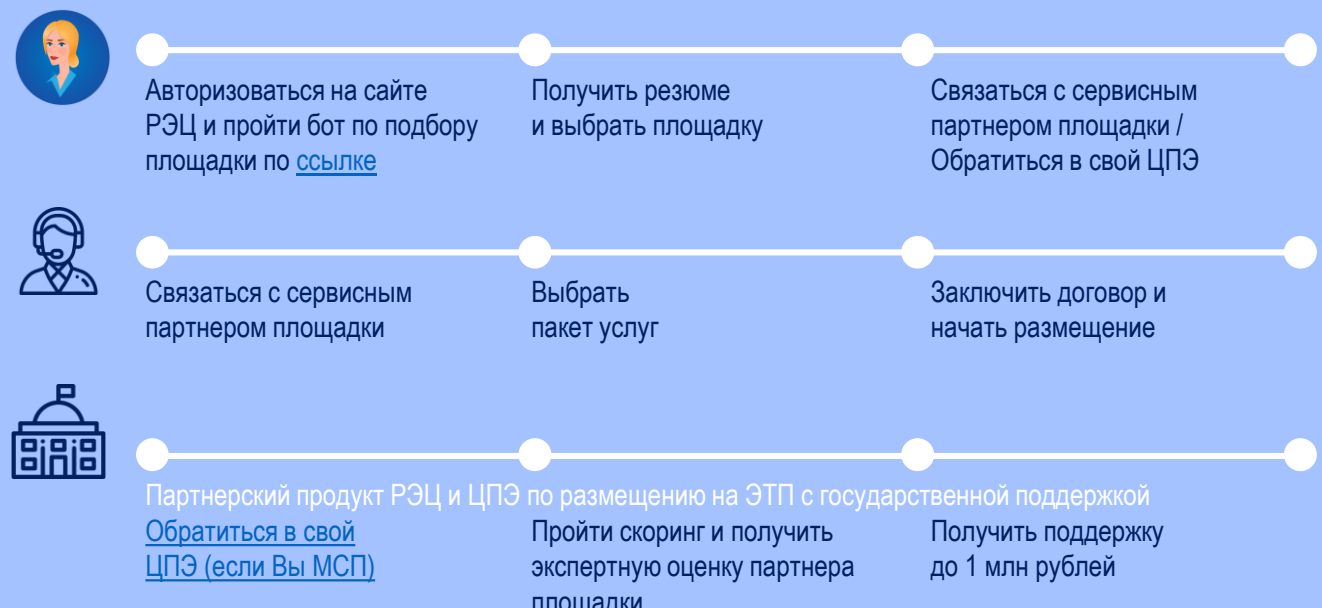 Авторизоваться на сайте
РЭЦ и пройти бот по подбору
площадки по ссылке
Получить резюме
и выбрать площадку
Связаться с сервисным
партнером площадки /
Обратиться в свой ЦПЭ
Связаться с сервисным
партнером площадки
Выбрать
пакет услуг
Заключить договор и
начать размещение
Партнерский продукт РЭЦ и ЦПЭ по размещению на ЭТП с государственной поддержкой
Обратиться в свой
ЦПЭ (если Вы МСП)
Пройти скоринг и получить
экспертную оценку партнера
площадки
Получить поддержку
до 1 млн рублей